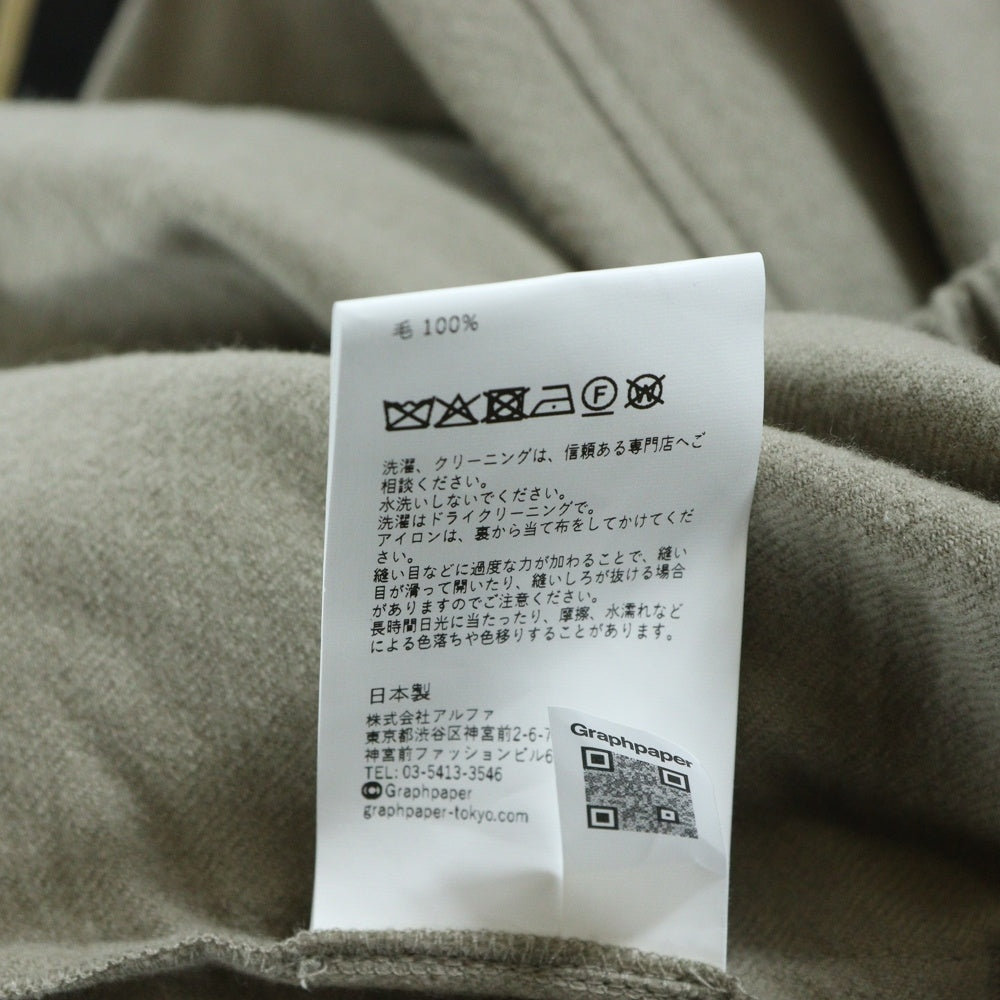 毛 100%
F
W
洗濯、クリーニングは、信頼ある専門店へご
相談ください。
水洗いしないでください。
洗濯はドライクリーニングで。
アイロンは、裏から当て布をしてかけてくだ
さい。
縫い目などに過度な力が加わることで、縫い
目が滑って開いたり、縫いしろが抜ける場合
がありますのでご注意ください。
長時間日光に当たったり、摩擦、水濡れなど
による色落ちや色移りすることがあります。
日本製
株式会社アルファ
東京都渋谷区神宮前2-6-7
神宮前ファッションビル6
TEL: 03-5413-3546
Graphpaper
graphpaper-tokyo.com
Graphpaper